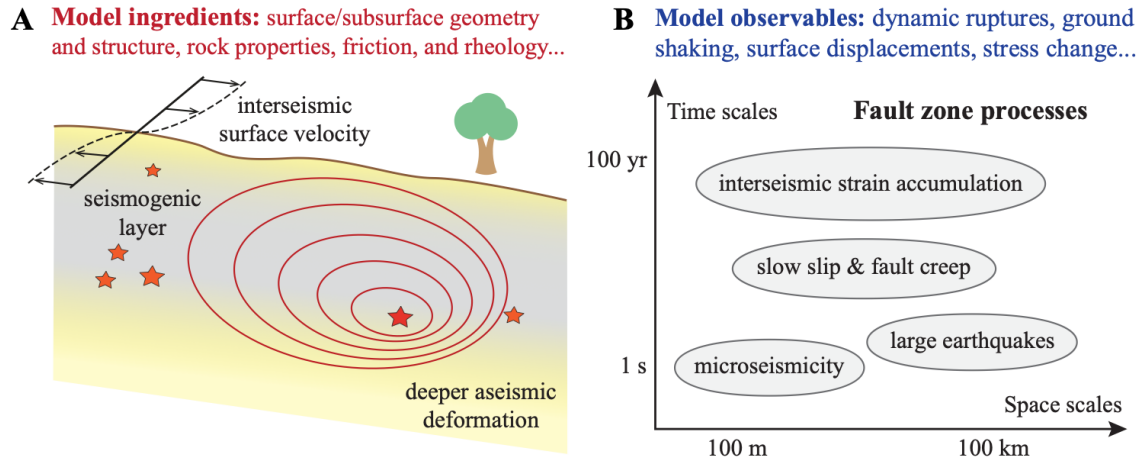 A Model ingredients: surface/subsurface geometry
and structure, rock properties, friction, and rheology...
interseismic
surface velocity
seismogenic
layer
deeper aseismic
deformation
B Model observables: dynamic ruptures, ground
shaking, surface displacements, stress change...
Time scales
Fault zone processes
100 yr
interseismic strain accumulation
slow slip & fault creep
large earthquakes
1 s
microseismicity
Space scales
100 m
100 km